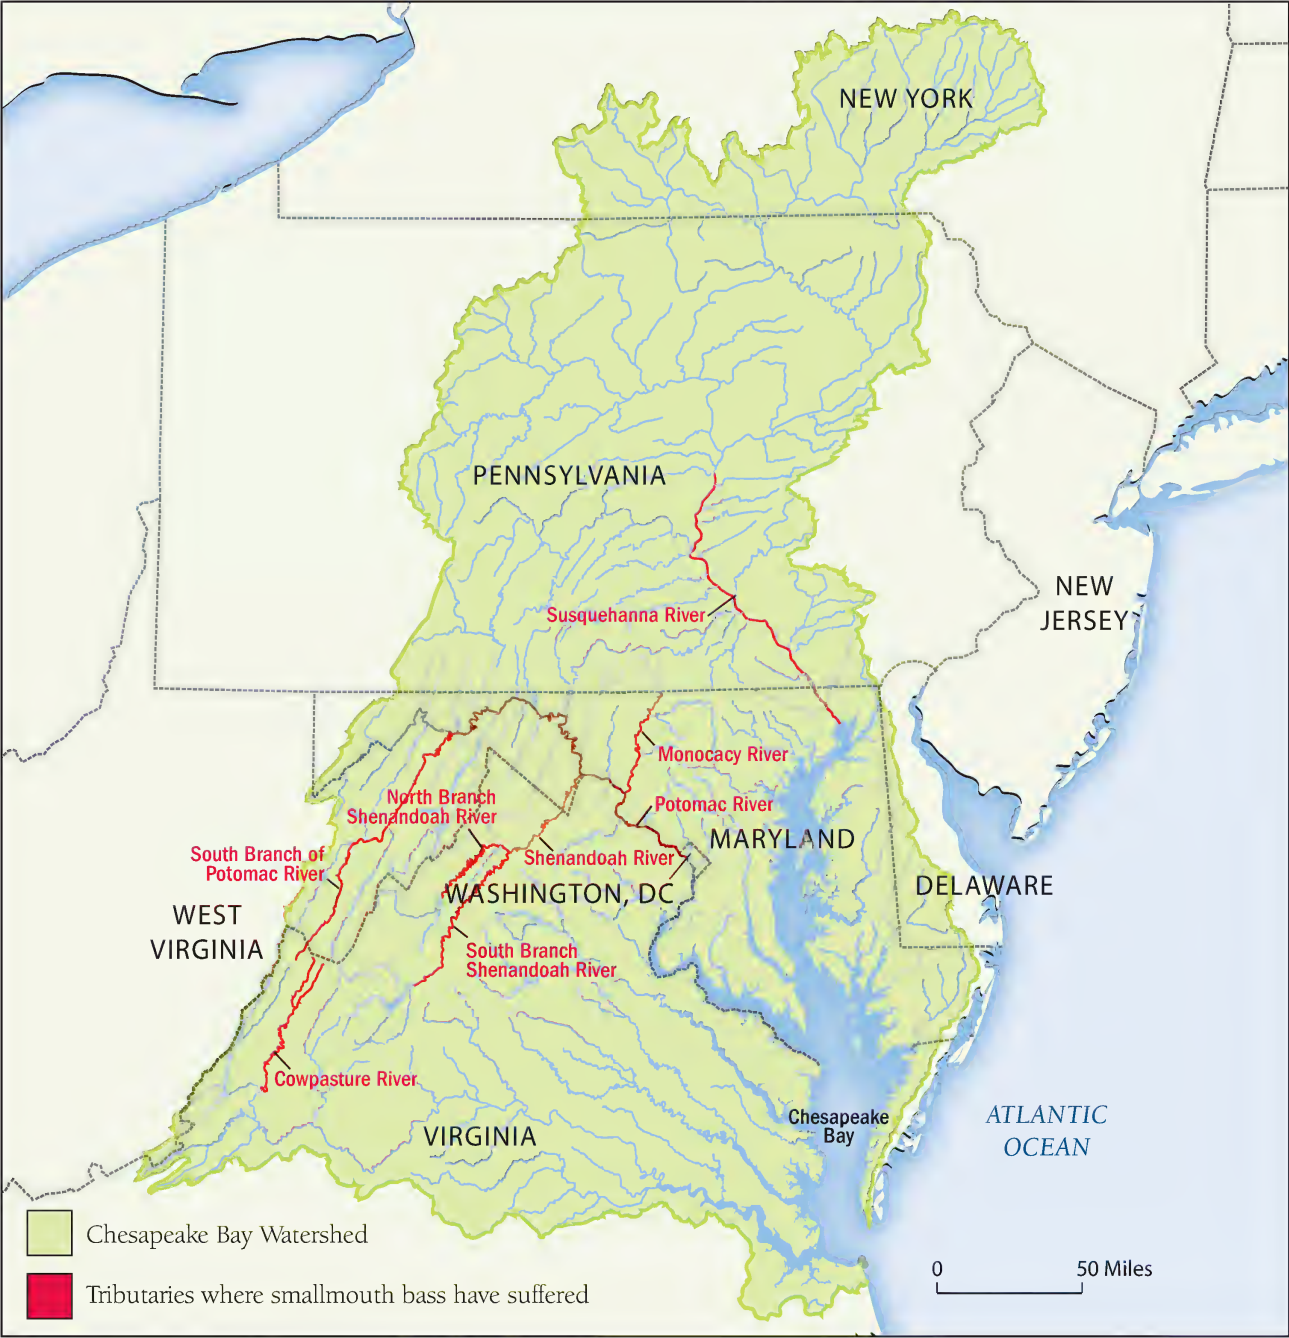 NEW YORK
PENNSYLVANIA
NEW
JERSEY
Susquehanna River
Monocacy River
North Branch
Shenandoah River
Potomac River
MARYLAND
South Branch of
Potomac River
Shenandoah River
WASHINGTON, DC
DELAWARE
WEST
VIRGINIA
South Branch
Shenandoah River
Cowpasture River
Chesapeake
Bay
VIRGINIA
ATLANTIC
OCEAN
Chesapeake Bay Watershed
Tributaries where smallmouth bass have suffered
0 50 Miles